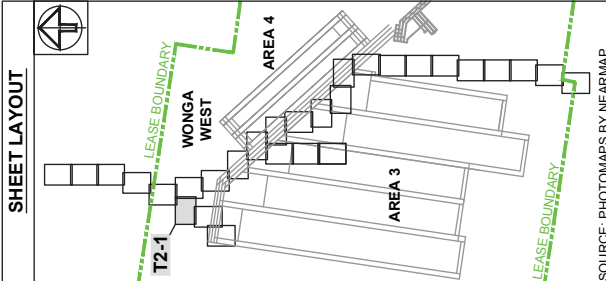 SHEET LAYOUT
LEASE BOUNDARY
AREA 4
WONGA
WEST
T2-1
AREA 3
LEASE BOUNDARY
SOURCE: PHOTOMAPS BY NEARMAP